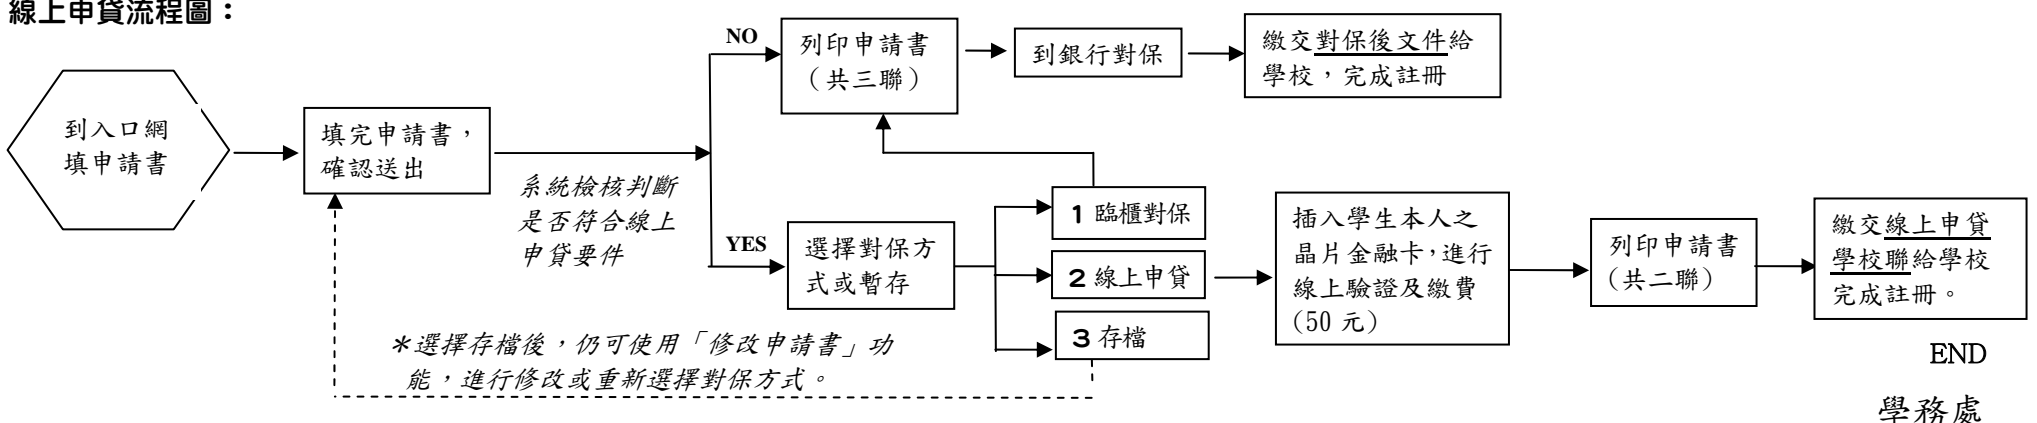 線上申貸流程圖：
到入口網
填申請書
填完申請書，
確認送出
系統檢核判斷
是否符合線上
申貸要件
NO
列印申請書
（共三聯）
到銀行對保
繳交對保後文件給
學校，完成註冊
YES
選擇對保方
式或暫存
1 臨櫃對保
2 線上申貸
3 存檔
插入學生本人之
晶片金融卡，進行
線上驗證及繳費
(50 元)
列印申請書
（共二聯）
繳交線上申貸
學校聯給學校
完成註冊。
＊選擇存檔後，仍可使用「修改申請書」功
能，進行修改或重新選擇對保方式。
END
學務處